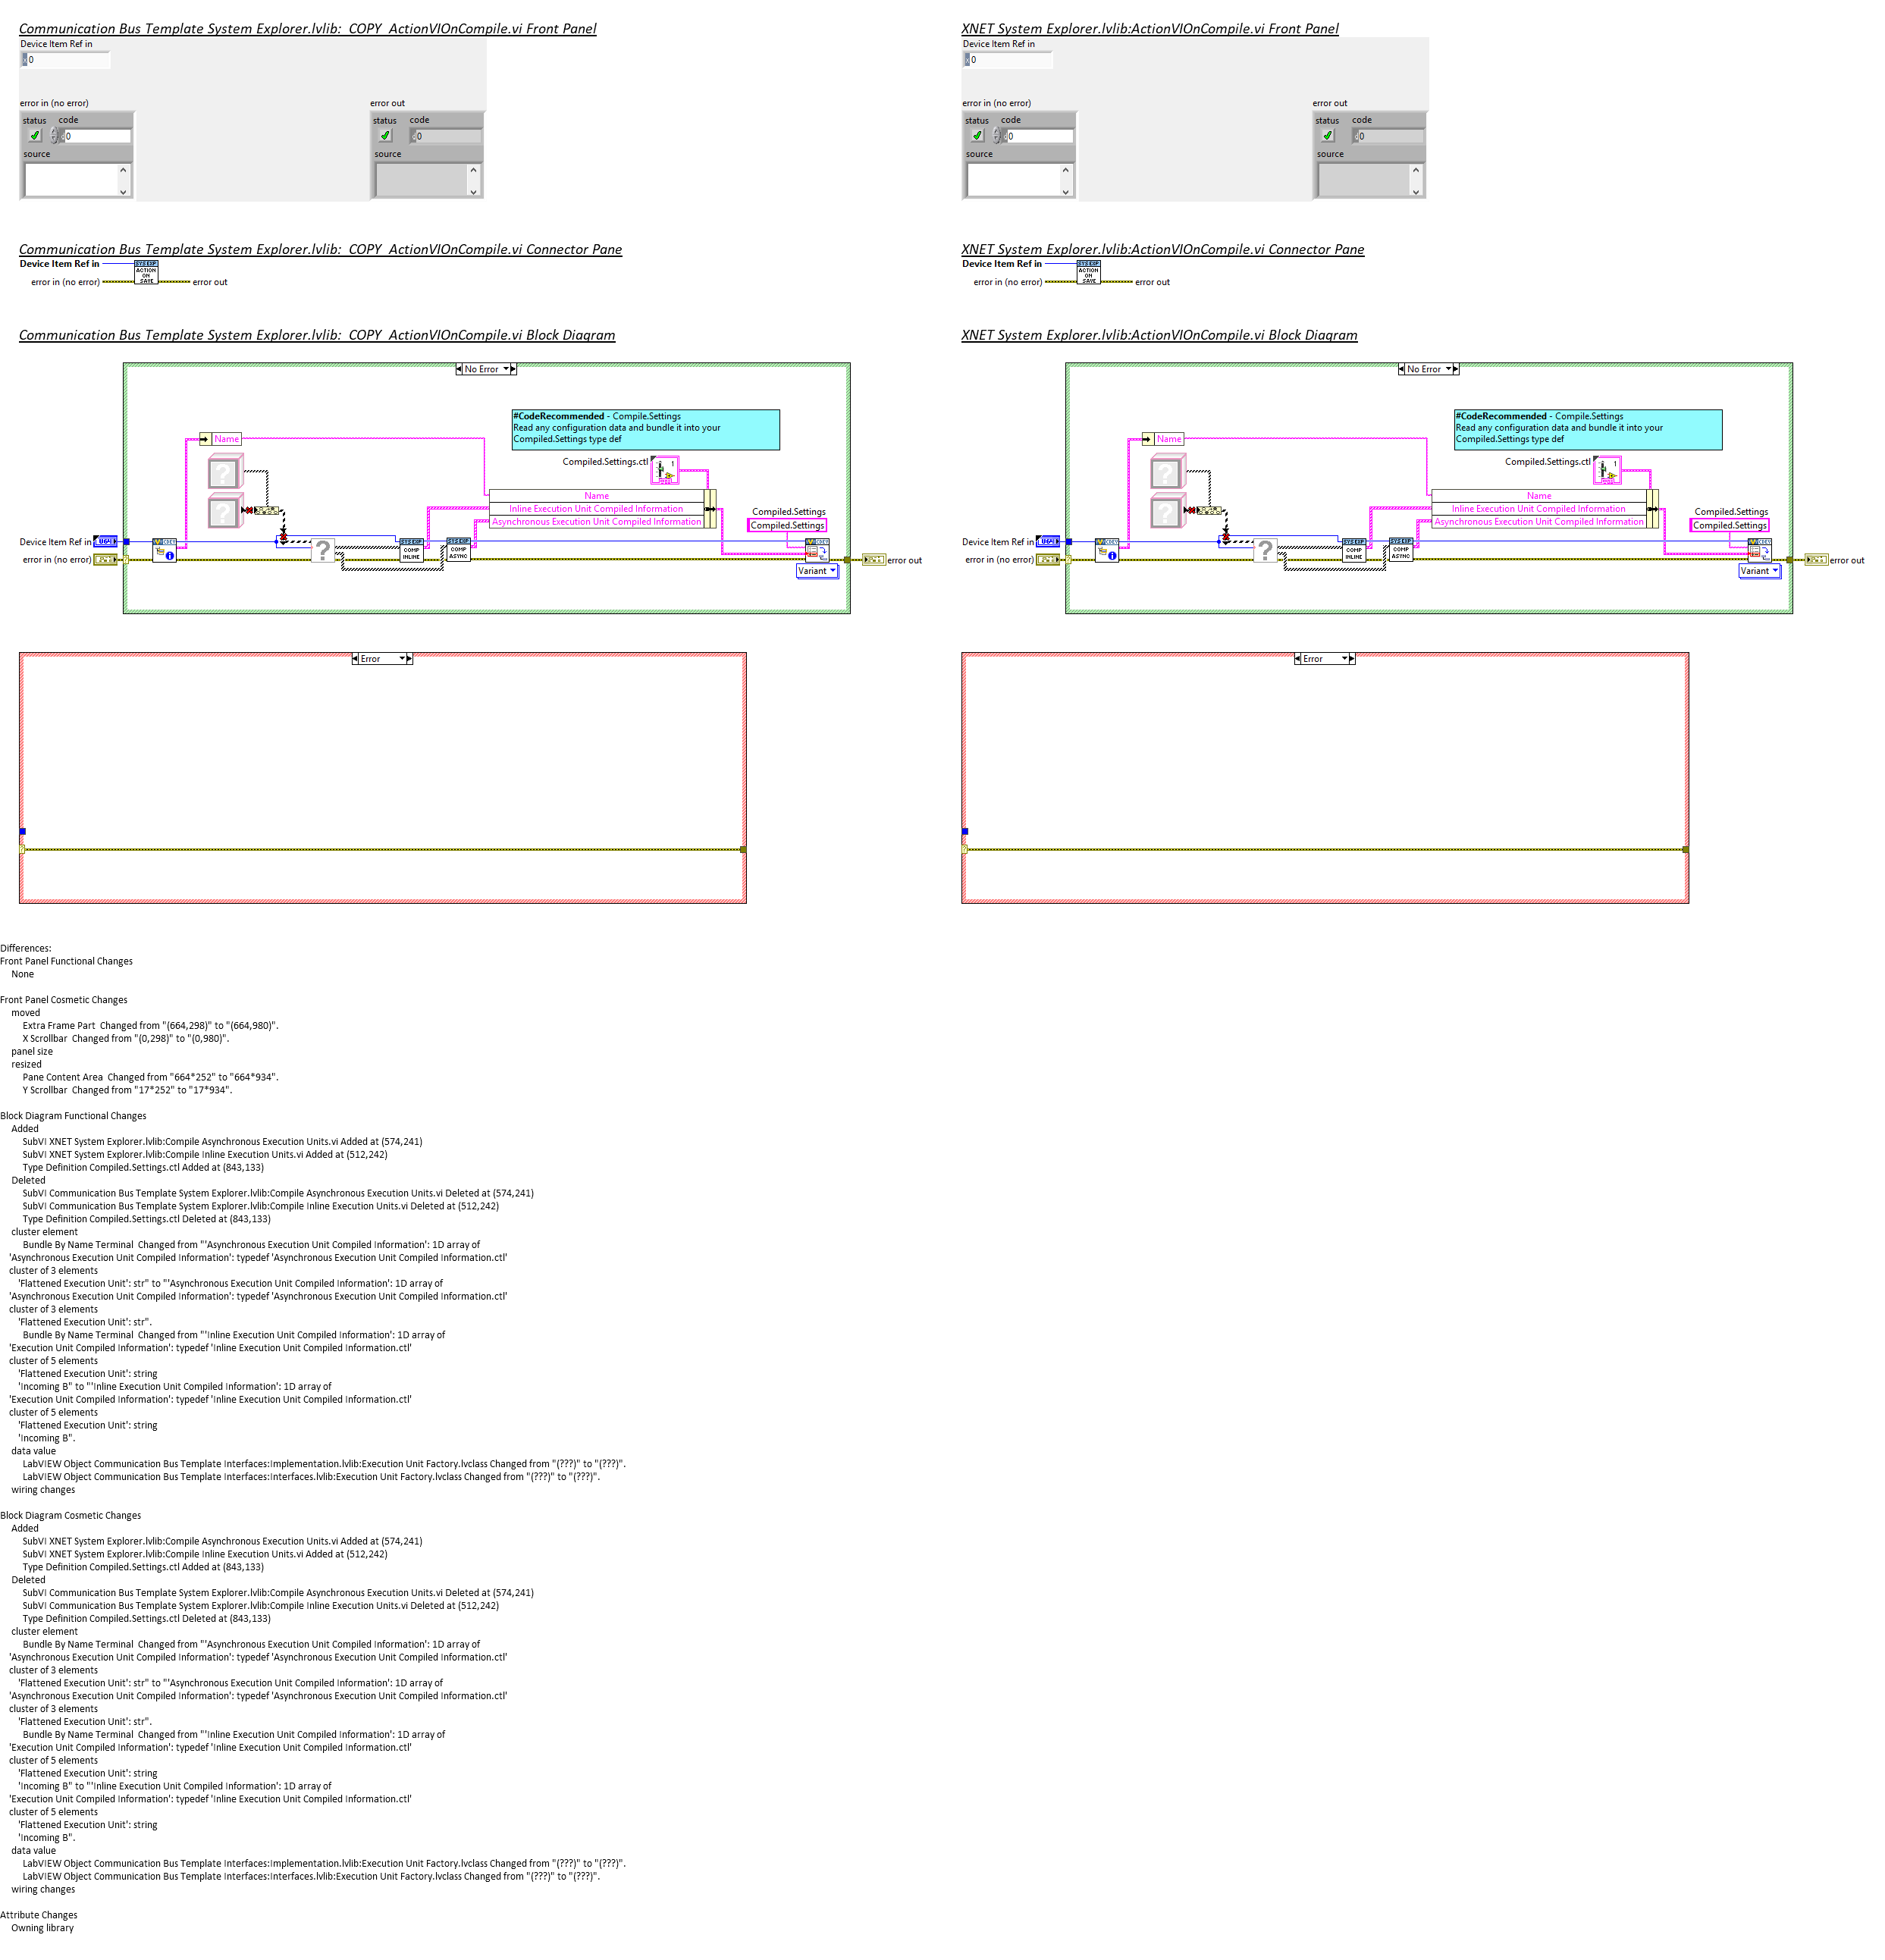 Communication Bus Template System Explorer.lvlib:_COPY_ActionVIOnCompile.vi Front Panel
Device Item Ref in
x 0
error in (no error)
error out
status code
0
source
status code
0
source
XNET System Explorer.lvlib:ActionVIOnCompile.vi Front Panel
Device Item Ref in
x 0
error in (no error)
error out
status code
0
source
status code
0
source
Communication Bus Template System Explorer.lvlib:_COPY_ActionVIOnCompile.vi Connector Pane
Device Item Ref in
SYS EXP
ACTION
ON
SAVE
error in (no error)
error out
XNET System Explorer.lvlib:ActionVIOnCompile.vi Connector Pane
Device Item Ref in
SYS EXP
ACTION
ON
SAVE
error in (no error)
error out
Communication Bus Template System Explorer.lvlib:_COPY_ActionVIOnCompile.vi Block Diagram
No Error
#CodeRecommended - Compile.Settings
Read any configuration data and bundle it into your
Compiled.Settings type def
Name
Compiled.Settings.ctl
Name
Inline Execution Unit Compiled Information
Asynchronous Execution Unit Compiled Information
Compiled.Settings
Compiled.Settings
Device Item Ref in
SYS EXP
COMP
INLINE
SYS EXP
COMP
ASYNC
error in (no error)
error out
Variant
Error
XNET System Explorer.lvlib:ActionVIOnCompile.vi Block Diagram
No Error
#CodeRecommended - Compile.Settings
Read any configuration data and bundle it into your
Compiled.Settings type def
Name
Compiled.Settings.ctl
Name
Inline Execution Unit Compiled Information
Asynchronous Execution Unit Compiled Information
Compiled.Settings
Compiled.Settings
Device Item Ref in
SYS EXP
COMP
INLINE
SYS EXP
COMP
ASYNC
error in (no error)
error out
Variant
Error
Differences:
Front Panel Functional Changes
None
Front Panel Cosmetic Changes
moved
Extra Frame Part  Changed from "(664,298)" to "(664,980)".
X Scrollbar  Changed from "(0,298)" to "(0,980)".
panel size
resized
Pane Content Area  Changed from "664*252" to "664*934".
Y Scrollbar  Changed from "17*252" to "17*934".
Block Diagram Functional Changes
Added
SubVI XNET System Explorer.lvlib:Compile Asynchronous Execution Units.vi Added at (574,241)
SubVI XNET System Explorer.lvlib:Compile Inline Execution Units.vi Added at (512,242)
Type Definition Compiled.Settings.ctl Added at (843,133)
Deleted
SubVI Communication Bus Template System Explorer.lvlib:Compile Asynchronous Execution Units.vi Deleted at (574,241)
SubVI Communication Bus Template System Explorer.lvlib:Compile Inline Execution Units.vi Deleted at (512,242)
Type Definition Compiled.Settings.ctl Deleted at (843,133)
cluster element
Bundle By Name Terminal  Changed from "'Asynchronous Execution Unit Compiled Information': 1D array of
'Asynchronous Execution Unit Compiled Information': typedef 'Asynchronous Execution Unit Compiled Information.ctl'
cluster of 3 elements
'Flattened Execution Unit': str" to "'Asynchronous Execution Unit Compiled Information': 1D array of
'Asynchronous Execution Unit Compiled Information': typedef 'Asynchronous Execution Unit Compiled Information.ctl'
cluster of 3 elements
'Flattened Execution Unit': str".
Bundle By Name Terminal  Changed from "'Inline Execution Unit Compiled Information': 1D array of
'Execution Unit Compiled Information': typedef 'Inline Execution Unit Compiled Information.ctl'
cluster of 5 elements
'Flattened Execution Unit': string
'Incoming B" to "'Inline Execution Unit Compiled Information': 1D array of
'Execution Unit Compiled Information': typedef 'Inline Execution Unit Compiled Information.ctl'
cluster of 5 elements
'Flattened Execution Unit': string
'Incoming B".
data value
LabVIEW Object Communication Bus Template Interfaces:Implementation.lvlib:Execution Unit Factory.lvclass Changed from "(???)" to "(???)".
LabVIEW Object Communication Bus Template Interfaces:Interfaces.lvlib:Execution Unit Factory.lvclass Changed from "(???)" to "(???)".
wiring changes
Block Diagram Cosmetic Changes
Added
SubVI XNET System Explorer.lvlib:Compile Asynchronous Execution Units.vi Added at (574,241)
SubVI XNET System Explorer.lvlib:Compile Inline Execution Units.vi Added at (512,242)
Type Definition Compiled.Settings.ctl Added at (843,133)
Deleted
SubVI Communication Bus Template System Explorer.lvlib:Compile Asynchronous Execution Units.vi Deleted at (574,241)
SubVI Communication Bus Template System Explorer.lvlib:Compile Inline Execution Units.vi Deleted at (512,242)
Type Definition Compiled.Settings.ctl Deleted at (843,133)
cluster element
Bundle By Name Terminal  Changed from "'Asynchronous Execution Unit Compiled Information': 1D array of
'Asynchronous Execution Unit Compiled Information': typedef 'Asynchronous Execution Unit Compiled Information.ctl'
cluster of 3 elements
'Flattened Execution Unit': str" to "'Asynchronous Execution Unit Compiled Information': 1D array of
'Asynchronous Execution Unit Compiled Information': typedef 'Asynchronous Execution Unit Compiled Information.ctl'
cluster of 3 elements
'Flattened Execution Unit': str".
Bundle By Name Terminal  Changed from "'Inline Execution Unit Compiled Information': 1D array of
'Execution Unit Compiled Information': typedef 'Inline Execution Unit Compiled Information.ctl'
cluster of 5 elements
'Flattened Execution Unit': string
'Incoming B" to "'Inline Execution Unit Compiled Information': 1D array of
'Execution Unit Compiled Information': typedef 'Inline Execution Unit Compiled Information.ctl'
cluster of 5 elements
'Flattened Execution Unit': string
'Incoming B".
data value
LabVIEW Object Communication Bus Template Interfaces:Implementation.lvlib:Execution Unit Factory.lvclass Changed from "(???)" to "(???)".
LabVIEW Object Communication Bus Template Interfaces:Interfaces.lvlib:Execution Unit Factory.lvclass Changed from "(???)" to "(???)".
wiring changes
Attribute Changes
Owning library